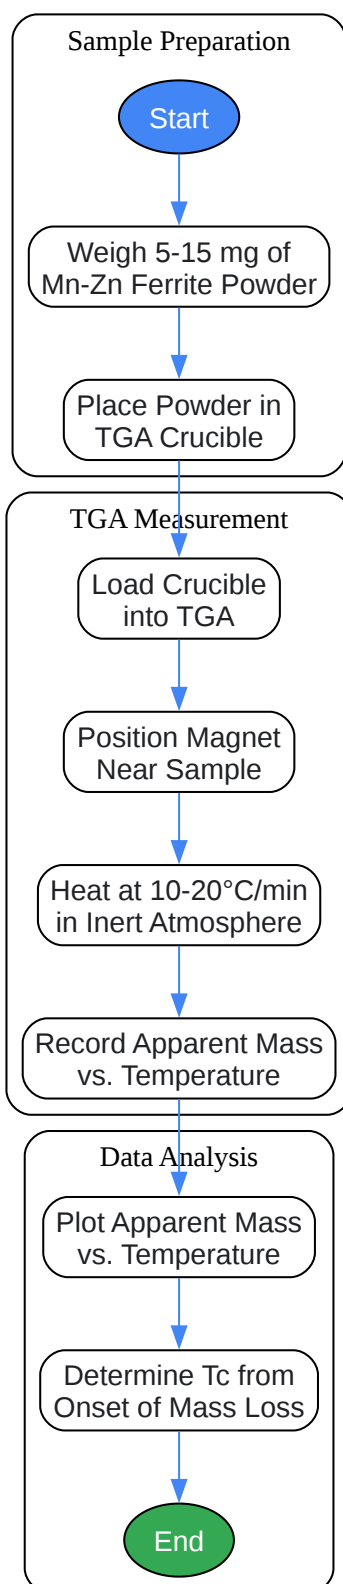 Sample Preparation
Start
Weigh 5-15 mg of
Mn-Zn Ferrite Powder
Place Powder in
TGA Crucible
TGA Measurement
Load Crucible
into TGA
Position Magnet
Near Sample
Heat at 10-20°C/min
in Inert Atmosphere
Record Apparent Mass
vs. Temperature
Data Analysis
Plot Apparent Mass
vs. Temperature
Determine Tc from
Onset of Mass Loss
End